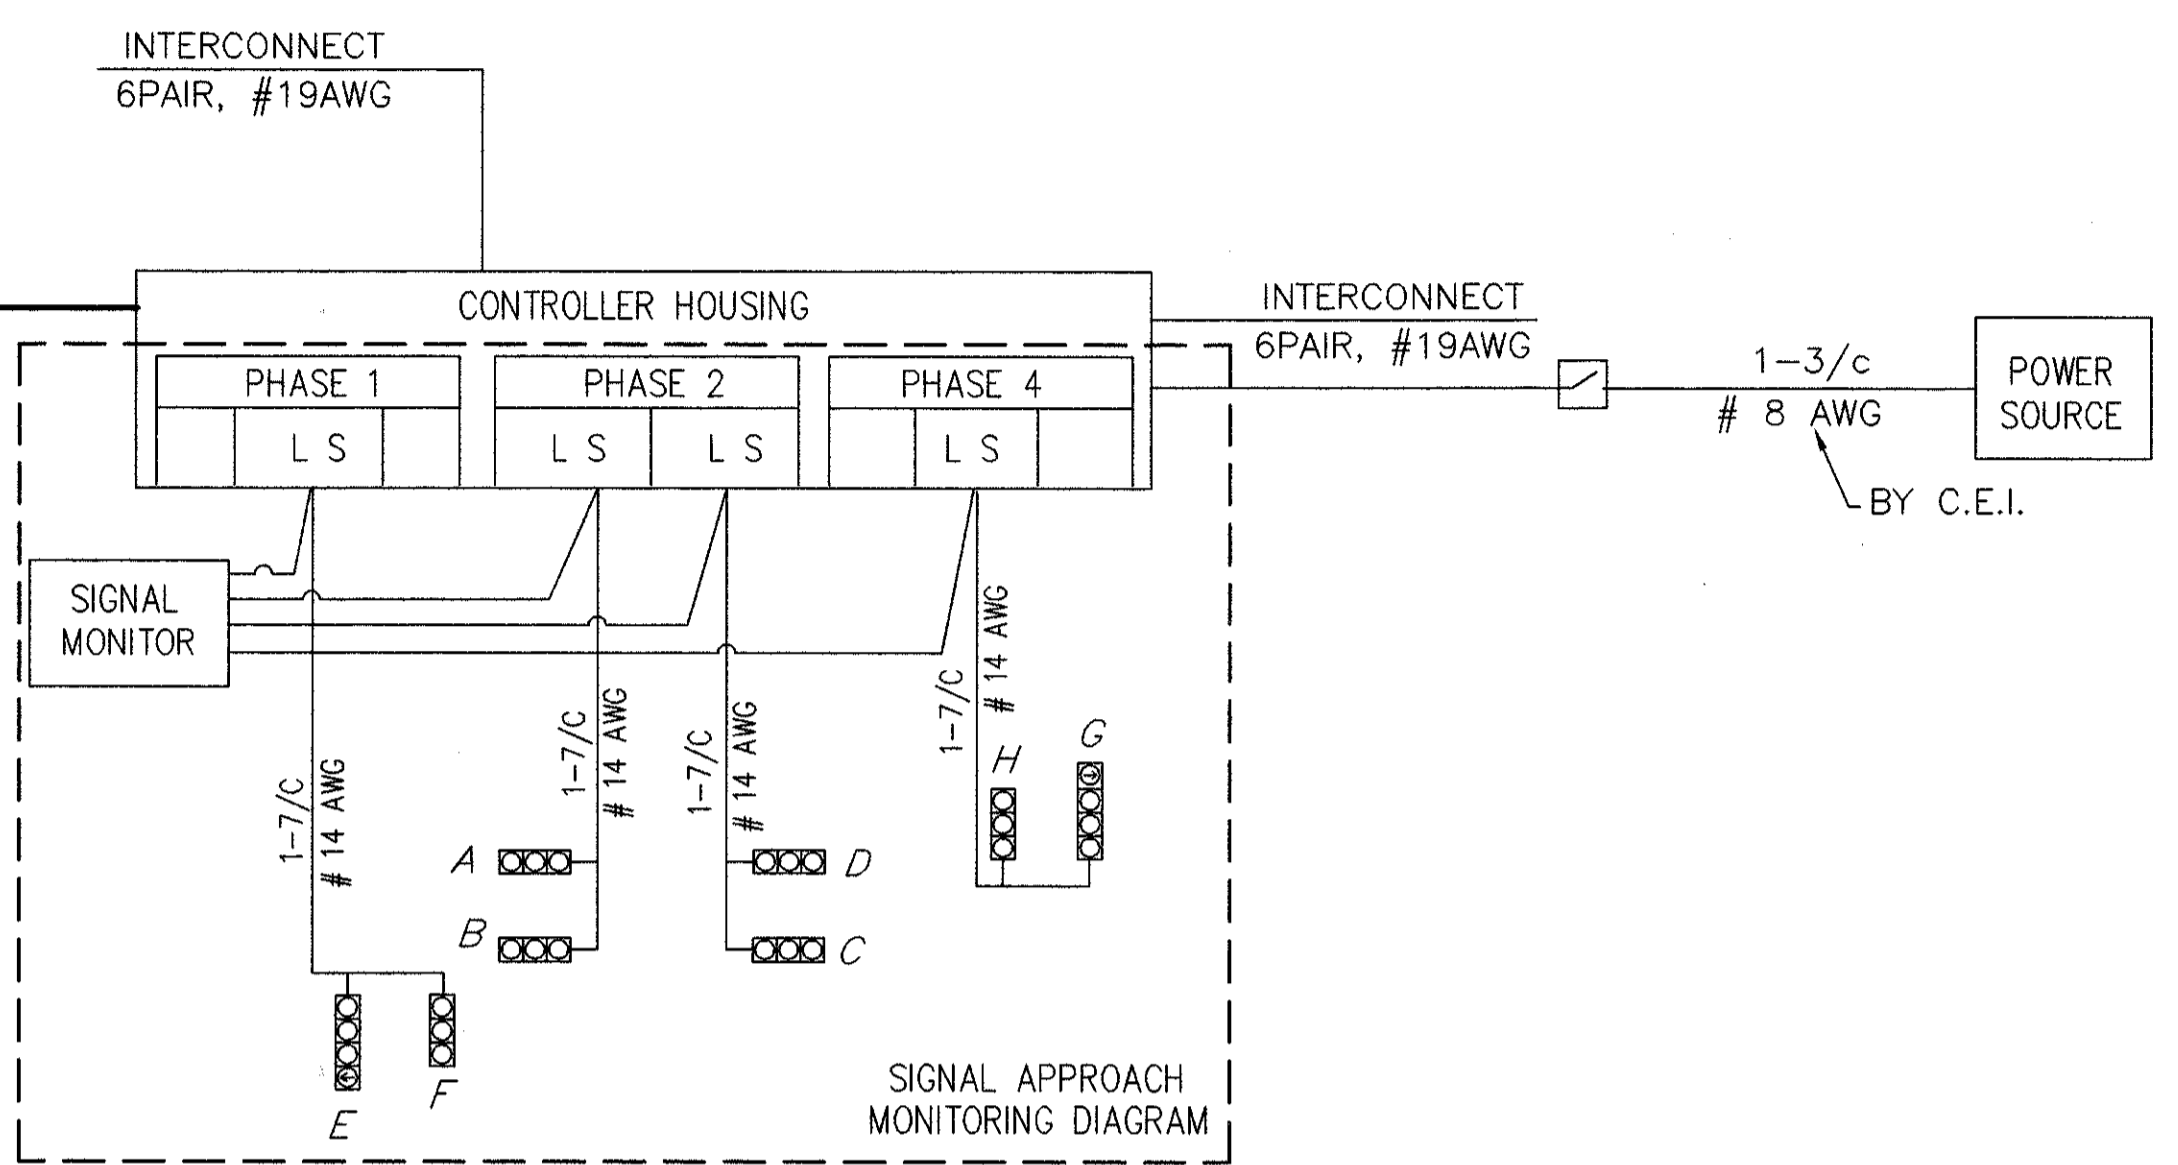 INTERCONNECT
6PAIR, #19AWG
CONTROLLER HOUSING
INTERCONNECT
6PAIR, #19AWG
1-3/c
# 8 AWG
POWER
SOURCE
BY C.E.I.
PHASE 1
PHASE 2
PHASE 4
L S
L S
L S
L S
SIGNAL
MONITOR
1-7/C
# 14 AWG
1-7/C
# 14 AWG
1-7/C
# 14 AWG
1-7/C
# 14 AWG
H
G
A
D
B
C
E
F
SIGNAL APPROACH
MONITORING DIAGRAM